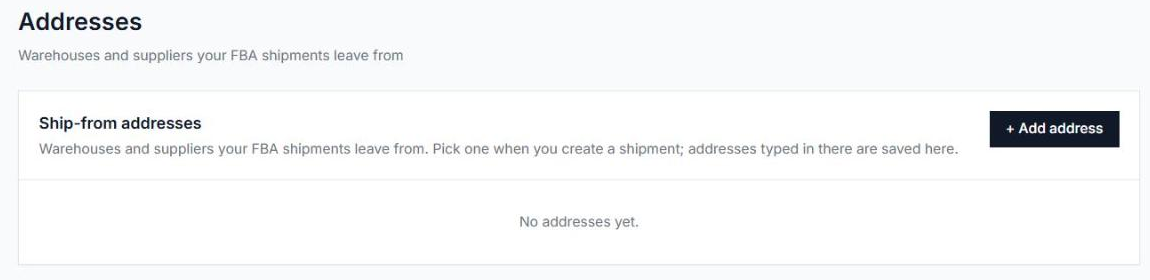 Addresses
Warehouses and suppliers your FBA shipments leave from
Ship-from addresses
+ Add address
Warehouses and suppliers your FBA shipments leave from. Pick one when you create a shipment; addresses typed in there are saved here.
No addresses yet.